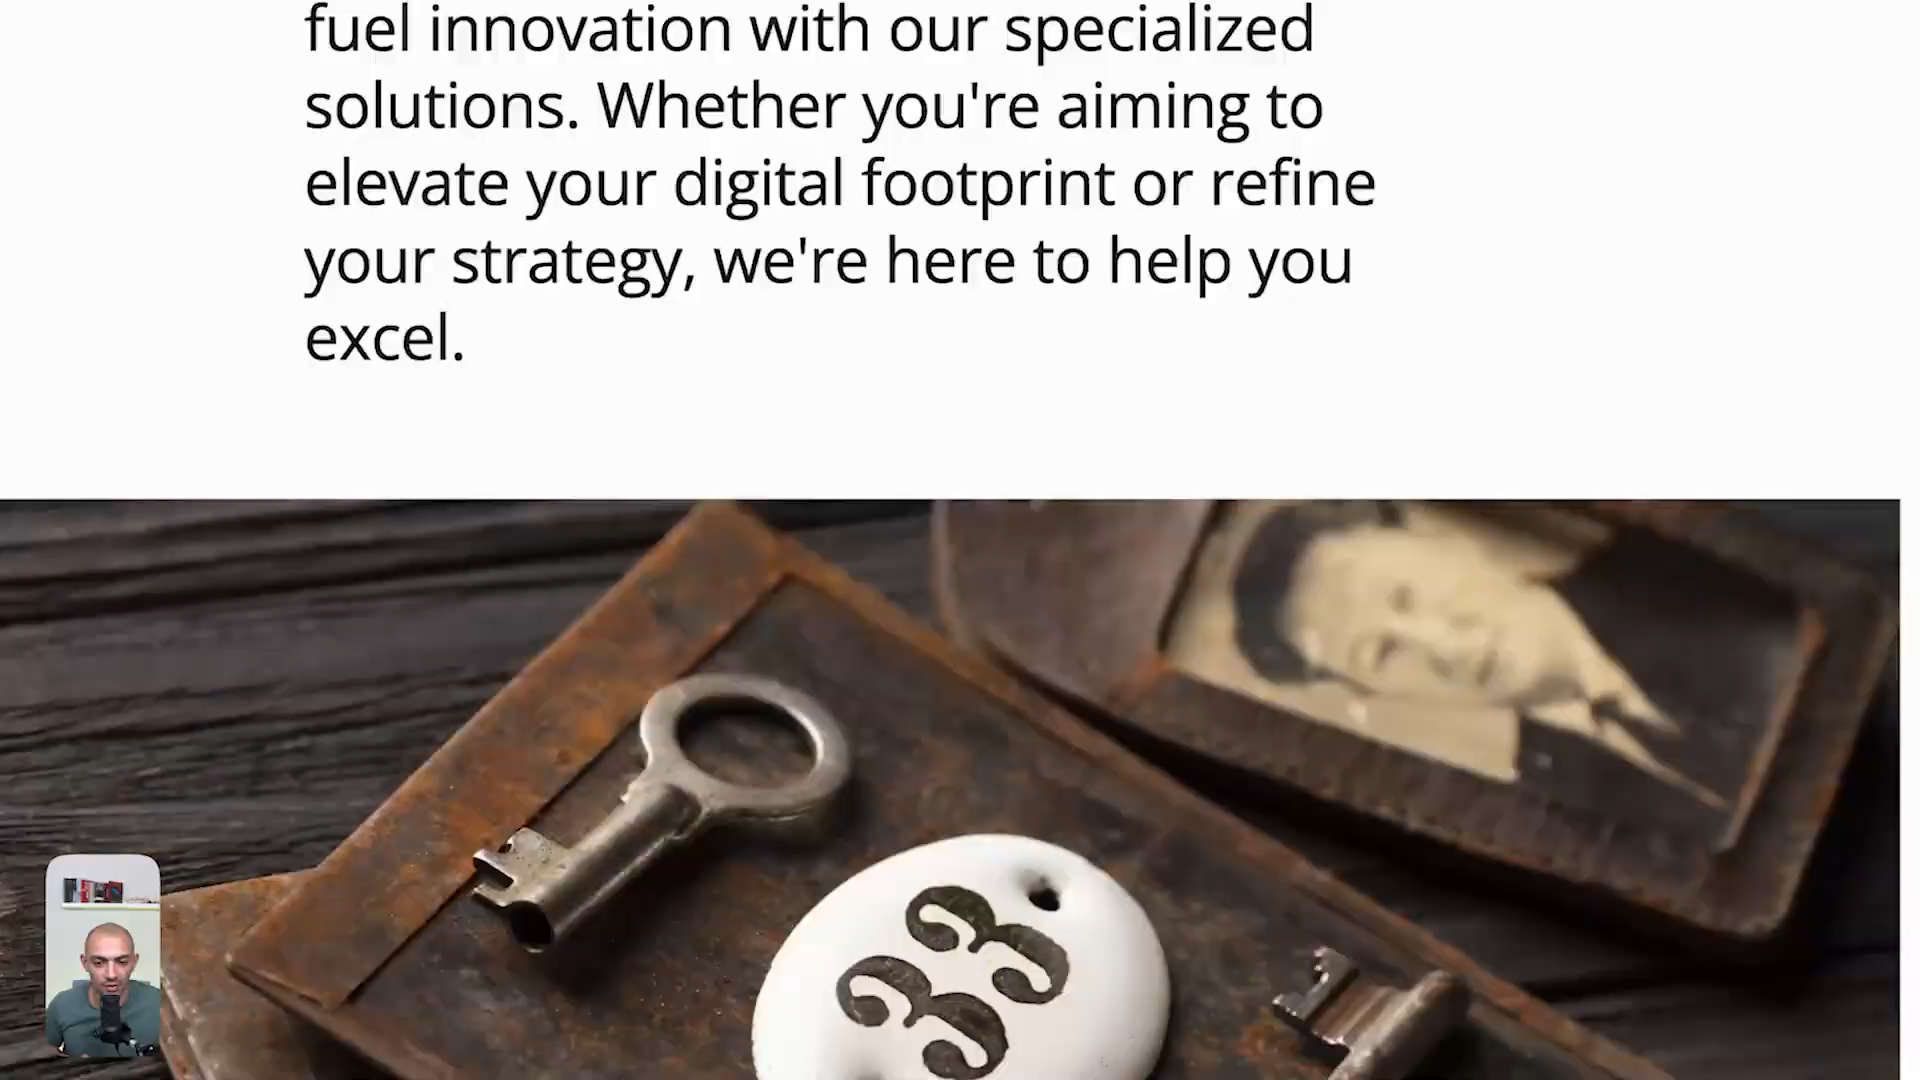 fuel innovation with our specialized
solutions. Whether you're aiming to
elevate your digital footprint or refine
your strategy, we're here to help you
excel.
33